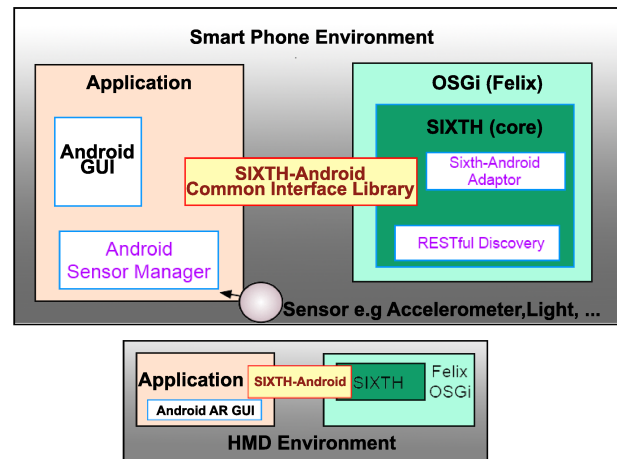 Smart Phone Environment
Application
OSGi (Felix)
SIXTH (core)
Android
GUI
SIXTH-Android
Common Interface Library
Sixth-Android
Adaptor
Android
Sensor Manager
RESTful Discovery
Sensor e.g Accelerometer,Light, ...
Application
SIXTH-Android
SIXTH
Felix
OSGi
Android AR GUI
HMD Environment